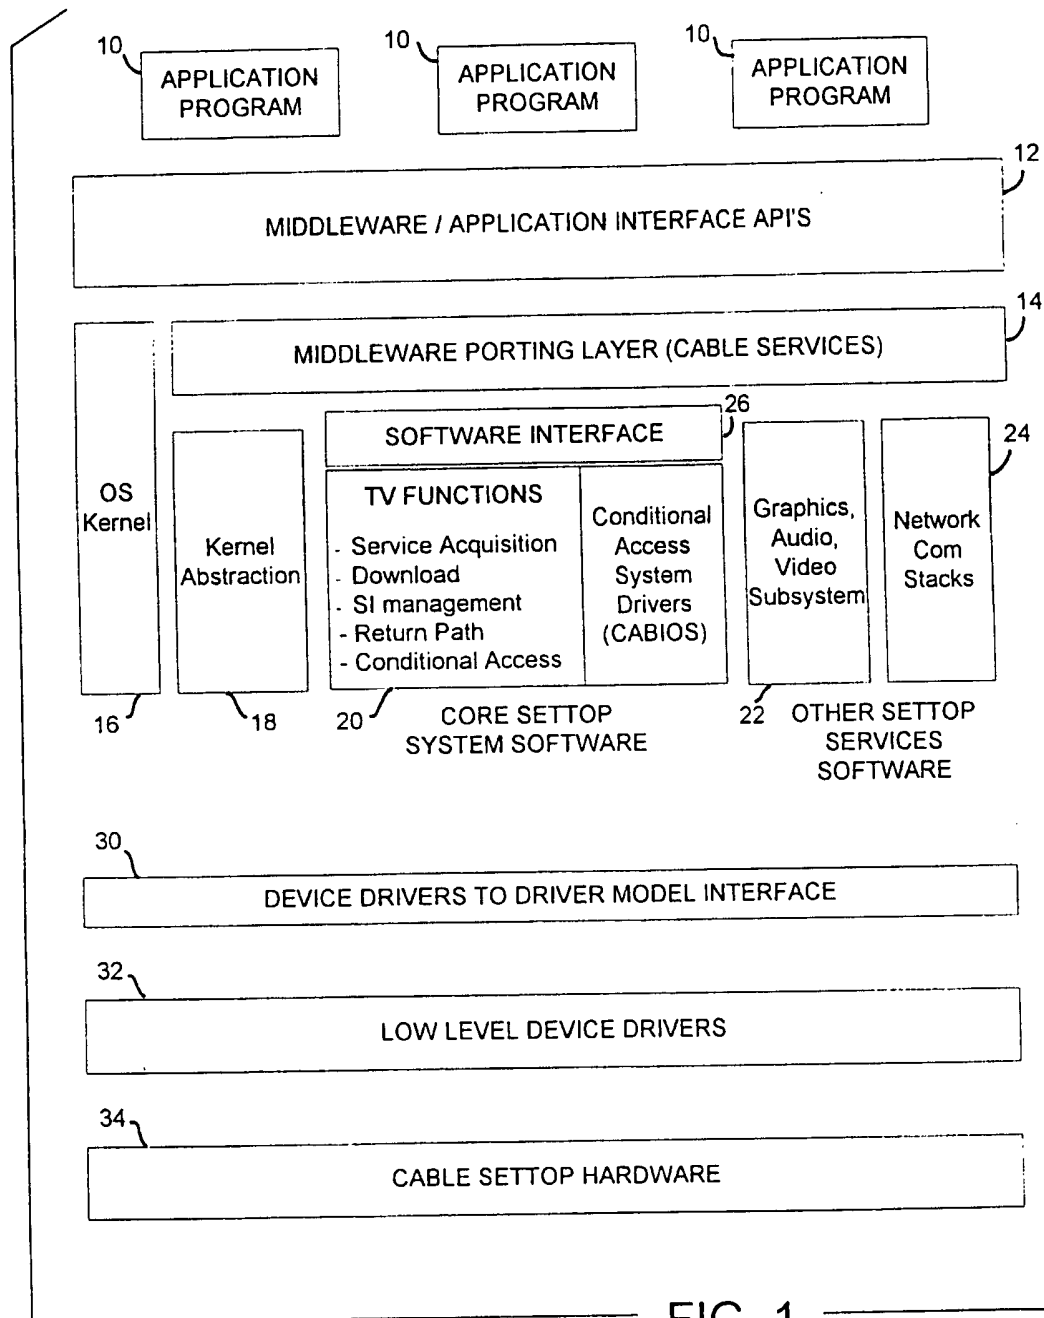 10
10
10
APPLICATION
PROGRAM
APPLICATION
PROGRAM
APPLICATION
PROGRAM
12
MIDDLEWARE / APPLICATION INTERFACE API'S
14
MIDDLEWARE PORTING LAYER (CABLE SERVICES)
26
SOFTWARE INTERFACE
24
OS
Kernel
Kernel
Abstraction
TV FUNCTIONS
- Service Acquisition
- Download
- SI management
- Return Path
- Conditional Access
Conditional
Access
System
Drivers
(CABIOS)
Graphics,
Audio,
Video
Subsystem
Network
Com
Stacks
16
18
20
CORE SETTOP
SYSTEM SOFTWARE
22
OTHER SETTOP
SERVICES
SOFTWARE
30
DEVICE DRIVERS TO DRIVER MODEL INTERFACE
32
LOW LEVEL DEVICE DRIVERS
34
CABLE SETTOP HARDWARE
FIG. 1